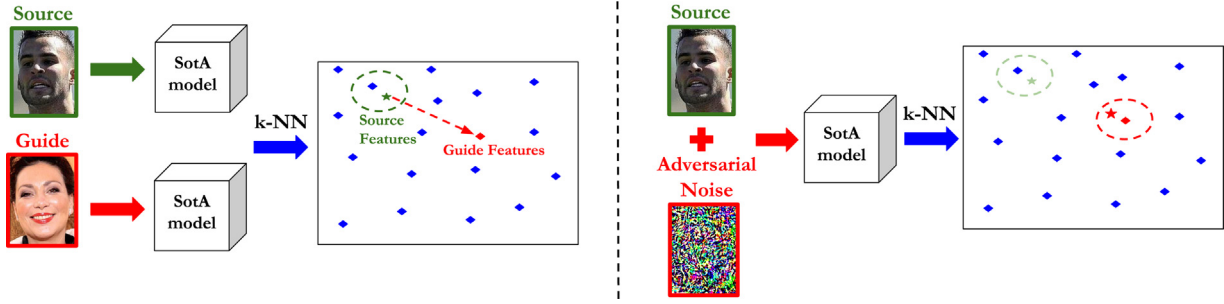 Source
SotA
model
Guide
SotA
model
k-NN
Source
Features
Guide Features
Source
Adversarial
Noise
SotA
model
k-NN